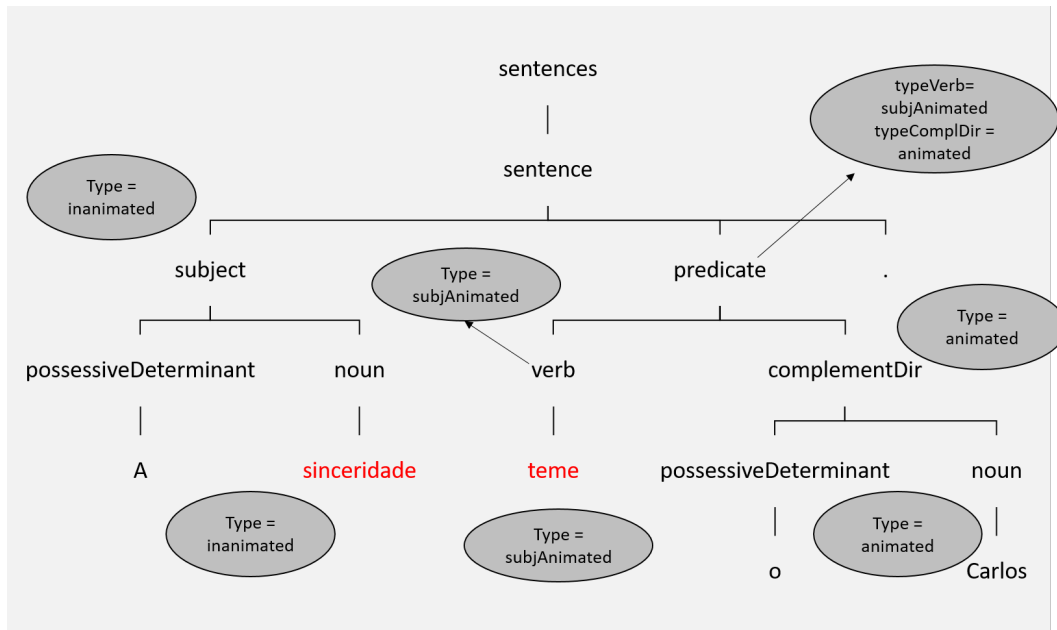 sentences
typeVerb=
subjAnimated
typeComplDir =
animated
sentence
Type =
inanimated
subject
Type =
subjAnimated
predicate
.
Type =
animated
possessiveDeterminant
noun
verb
complementDir
A
sinceridade
teme
possessiveDeterminant
noun
Type =
inanimated
Type =
subjAnimated
Type =
animated
o
Carlos